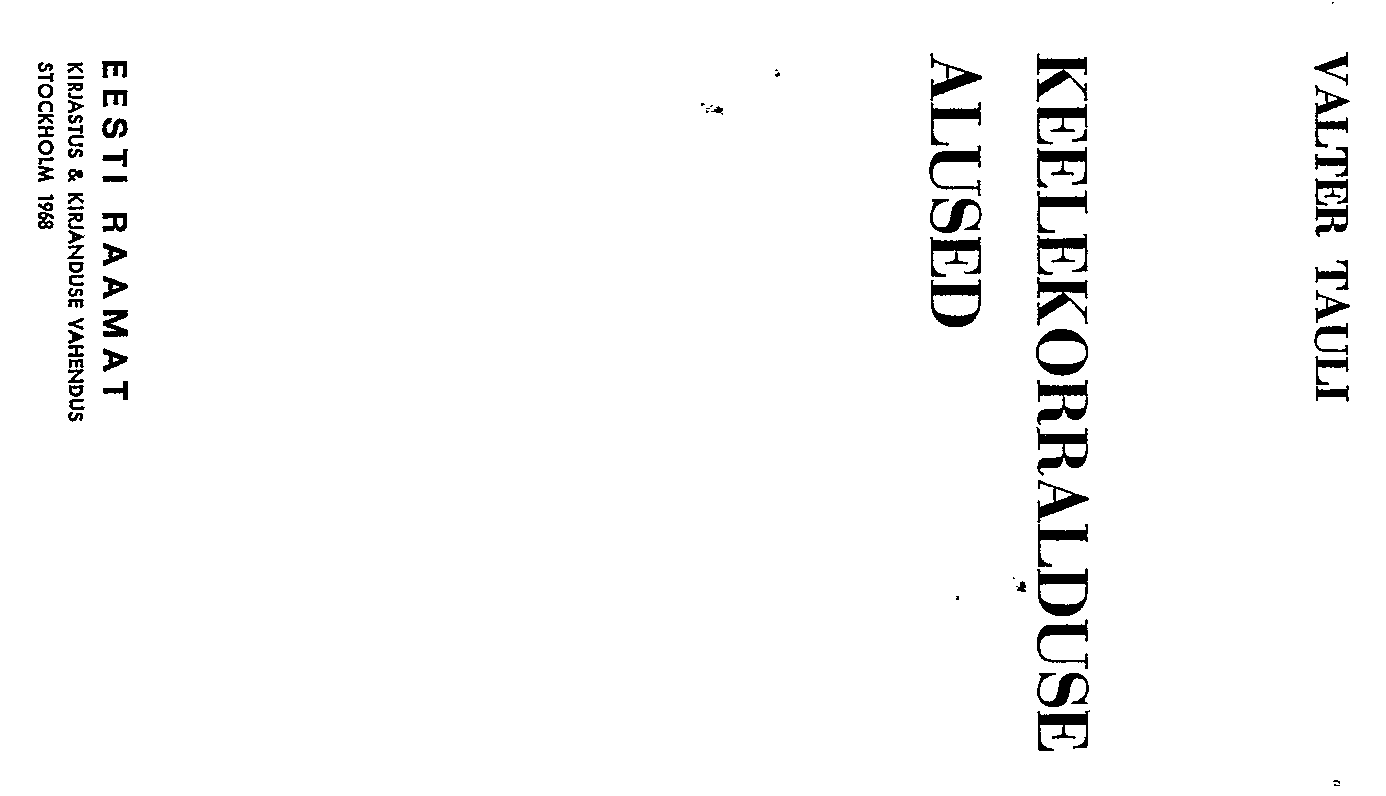 VALTER TAULI
KEELEKORRALDUSE
ALUSED
EESTI RAAMAT
KIRJASTUS & KIRJANDUSE VAHENDUS
STOCKHOLM 1968